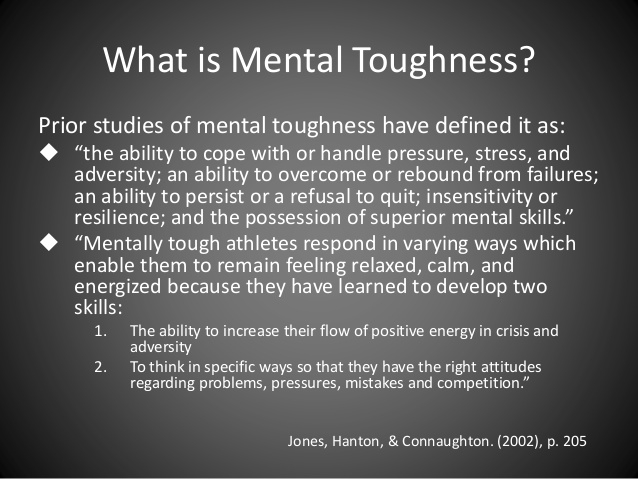 What is Mental Toughness?
Prior studies of mental toughness have defined it as:
◆ “the ability to cope with or handle pressure, stress, and
adversity; an ability to overcome or rebound from failures;
an ability to persist or a refusal to quit; insensitivity or
resilience; and the possession of superior mental skills.”
◆ “Mentally tough athletes respond in varying ways which
enable them to remain feeling relaxed, calm, and
energized because they have learned to develop two
skills:
1. The ability to increase their flow of positive energy in crisis and
adversity
2. To think in specific ways so that they have the right attitudes
regarding problems, pressures, mistakes and competition.”
Jones, Hanton, & Connaughton. (2002), p. 205